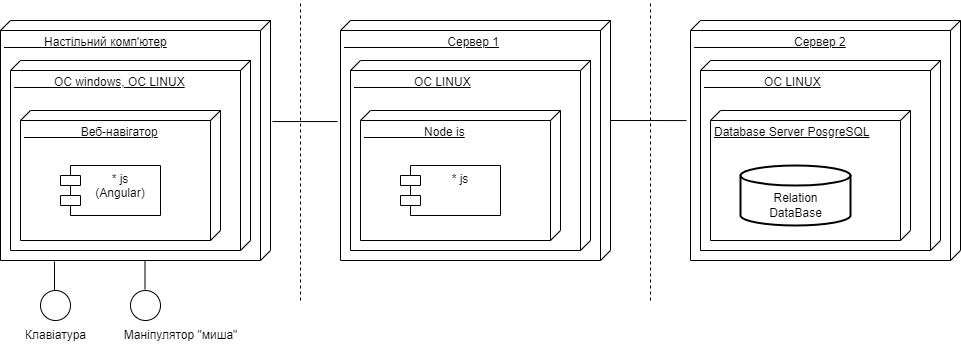 Настільний комп'ютер
ОС windows, ОС LINUX
Веб-навігатор
* js
(Angular)
Клавіатура
Маніпулятор "миша"
Сервер 1
ОС LINUX
Node is
* js
Сервер 2
ОС LINUX
Database Server PosgreSQL
Relation
DataBase